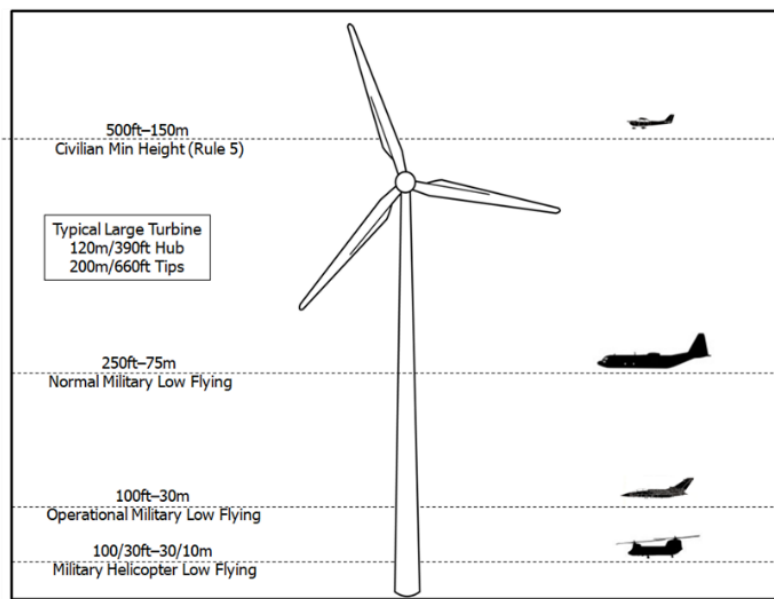 500ft–150m
Civilian Min Height (Rule 5)
Typical Large Turbine
120m/390ft Hub
200m/660ft Tips
250ft–75m
Normal Military Low Flying
100ft–30m
Operational Military Low Flying
100/30ft–30/10m
Military Helicopter Low Flying